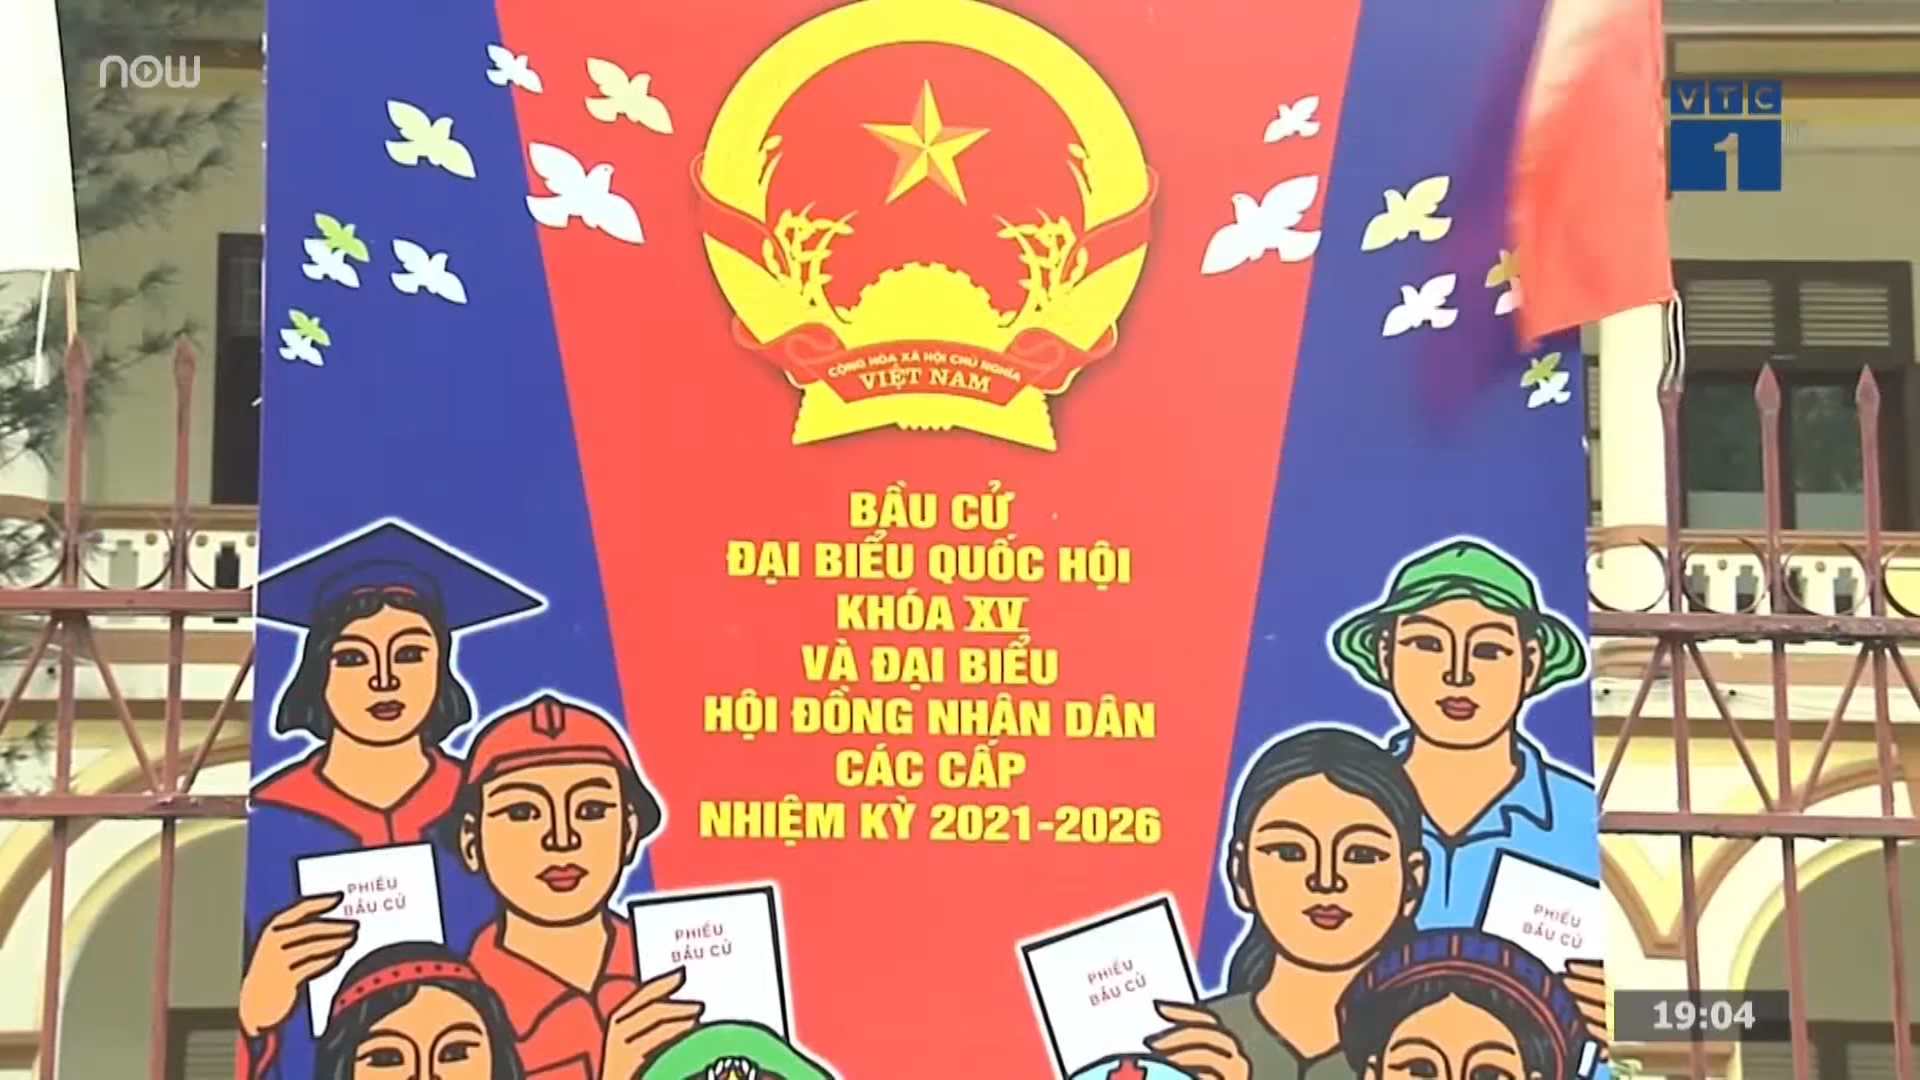 now
VTC
1
CỘNG HÒA XÃ HỘI CHỦ NGHĨA
VIỆT NAM
BẦU CỬ
ĐẠI BIỂU QUỐC HỘI
KHÓA XV
VÀ ĐẠI BIỂU
HỘI ĐỒNG NHÂN DÂN
CÁC CẤP
NHIỆM KỲ 2021-2026
PHIẾU
BẦU CỬ
PHIẾU
BẦU CỬ
PHIẾU
BẦU CỬ
PHIẾU
BẦU CỬ
19:04